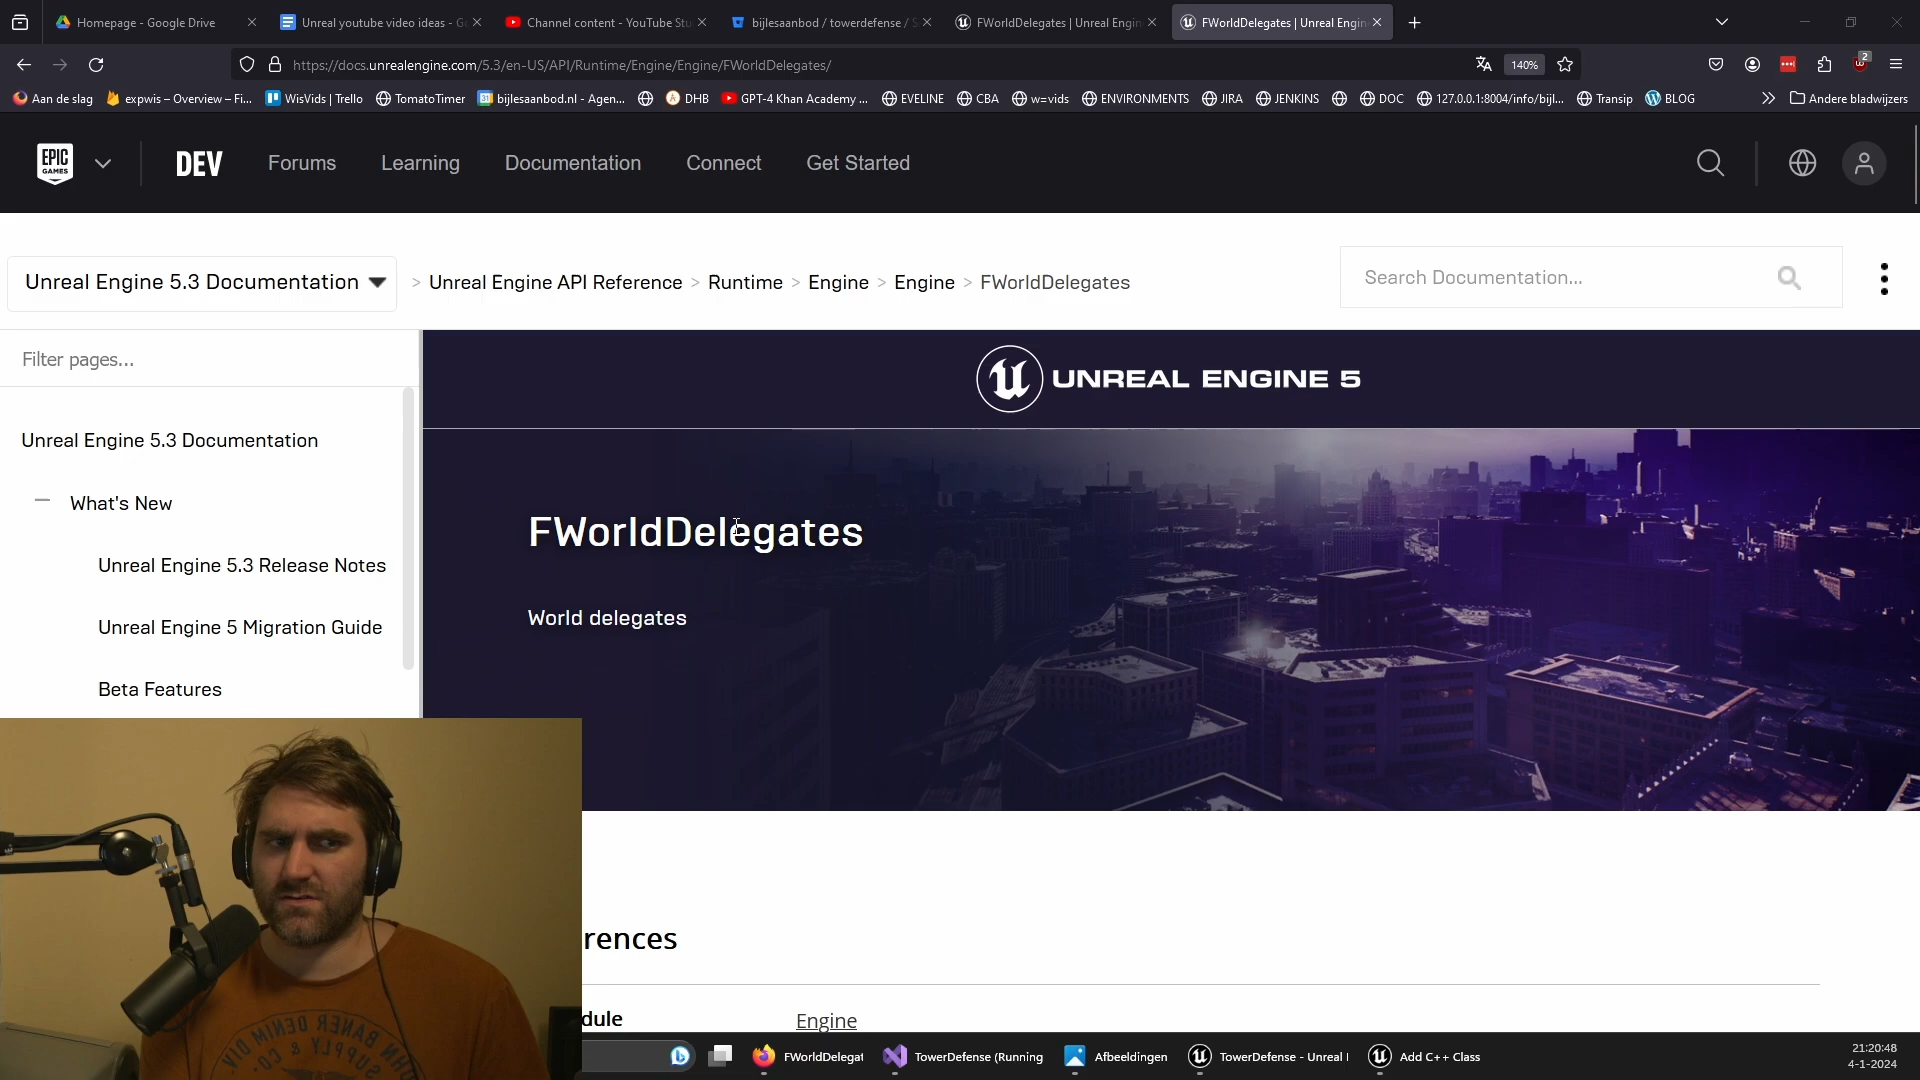 Homepage - Google Drive
Unreal youtube video ideas - G
Channel content - YouTube Stu
bijlesaanbod / towerdefense / S
FWorldDelegates | Unreal Engin
FWorldDelegates | Unreal Engin
https://docs.unrealengine.com/5.3/en-US/API/Runtime/Engine/Engine/FWorldDelegates/
140%
2
Aan de slag
expwis – Overview – Fi...
WisVids | Trello
TomatoTimer
bijlesaanbod.nl - Agen...
DHB
GPT-4 Khan Academy ...
EVELINE
CBA
w=vids
ENVIRONMENTS
JIRA
JENKINS
DOC
127.0.0.1:8004/info/bijl...
Transip
BLOG
Andere bladwijzers
EPIC
GAMES
DEV
Forums
Learning
Documentation
Connect
Get Started
Unreal Engine 5.3 Documentation
> Unreal Engine API Reference > Runtime > Engine > Engine > FWorldDelegates
Search Documentation...
Filter pages...
UNREAL ENGINE 5
Unreal Engine 5.3 Documentation
What's New
Unreal Engine 5.3 Release Notes
Unreal Engine 5 Migration Guide
Beta Features
FWorldDelegates
World delegates
rences
dule
Engine
FWorldDelegat
TowerDefense (Running
Afbeeldingen
TowerDefense - Unreal
Add C++ Class
21:20:48
4-1-2024